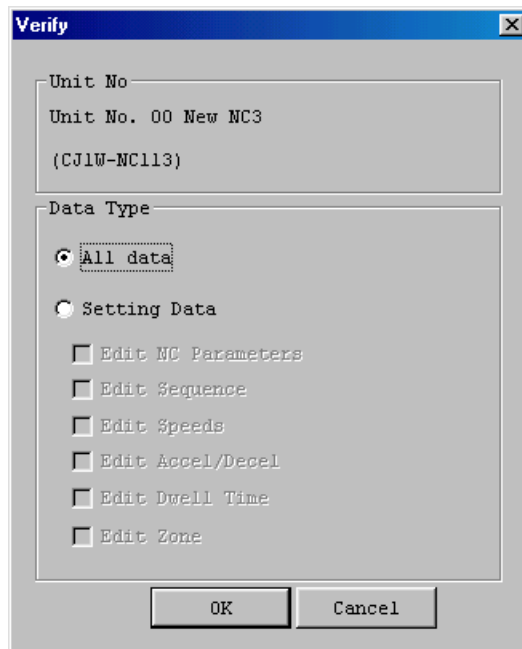 Verify
Unit No
Unit No. 00 New NC3
(CJ1W-NC113)
Data Type
All data
Setting Data
Edit NC Parameters
Edit Sequence
Edit Speeds
Edit Accel/Decel
Edit Dwell Time
Edit Zone
OK Cancel